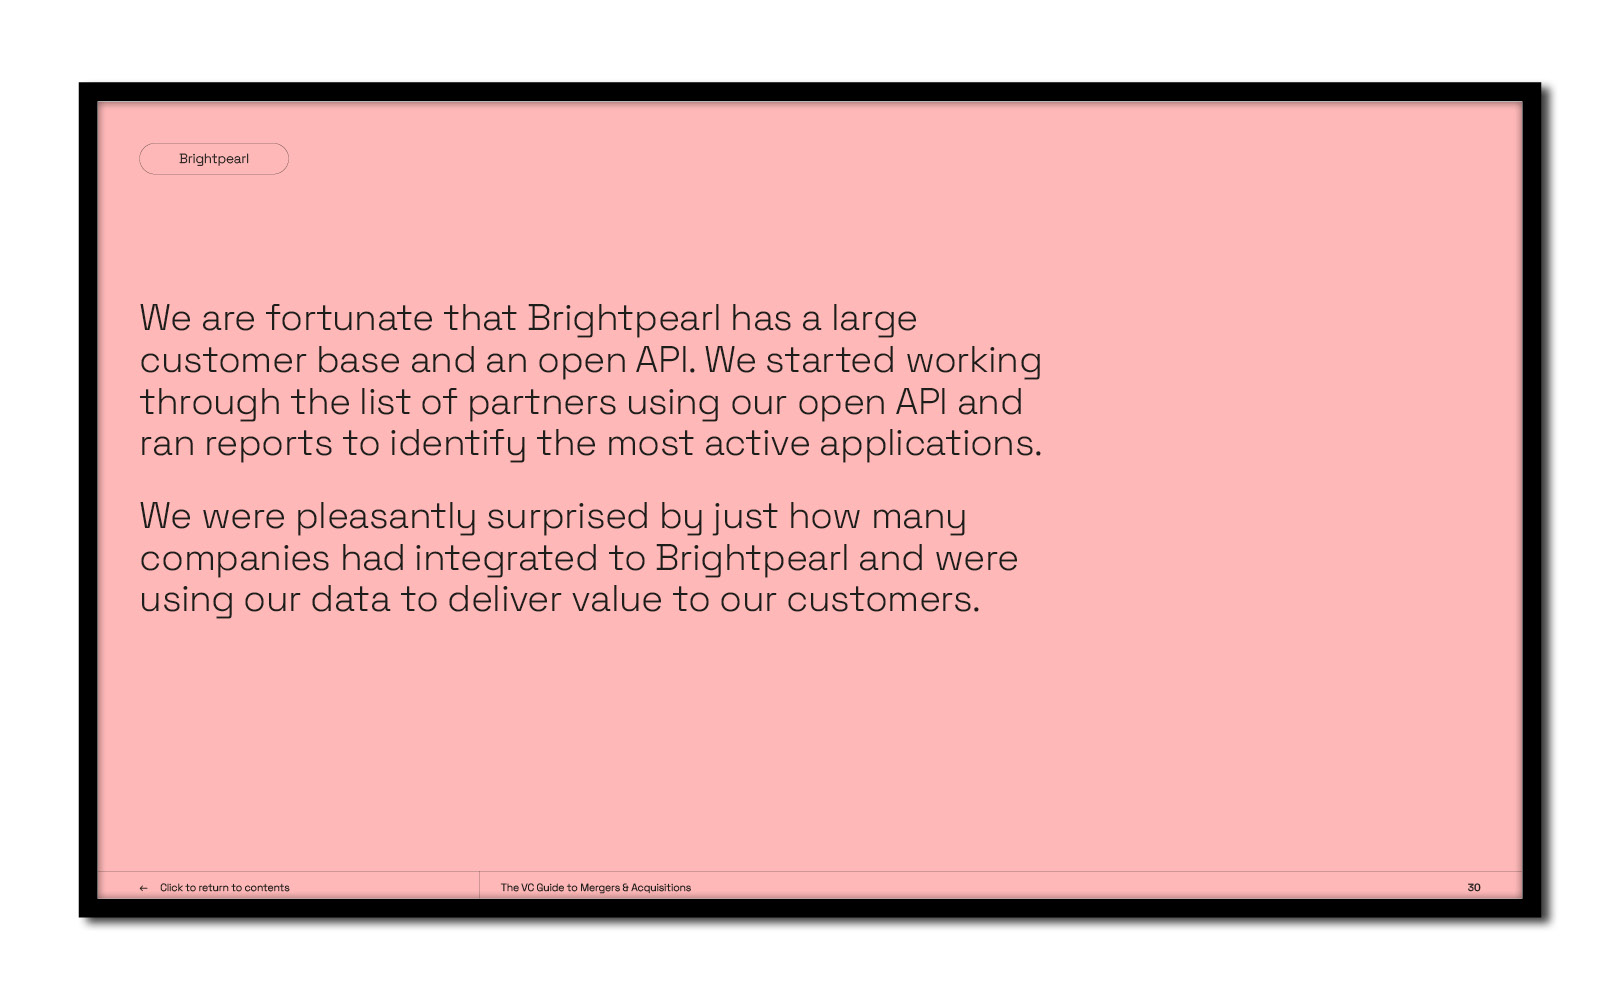 Brightpearl
We are fortunate that Brightpearl has a large
customer base and an open API. We started working
through the list of partners using our open API and
ran reports to identify the most active applications.
We were pleasantly surprised by just how many
companies had integrated to Brightpearl and were
using our data to deliver value to our customers.
← Click to return to contents
The VC Guide to Mergers & Acquisitions
30